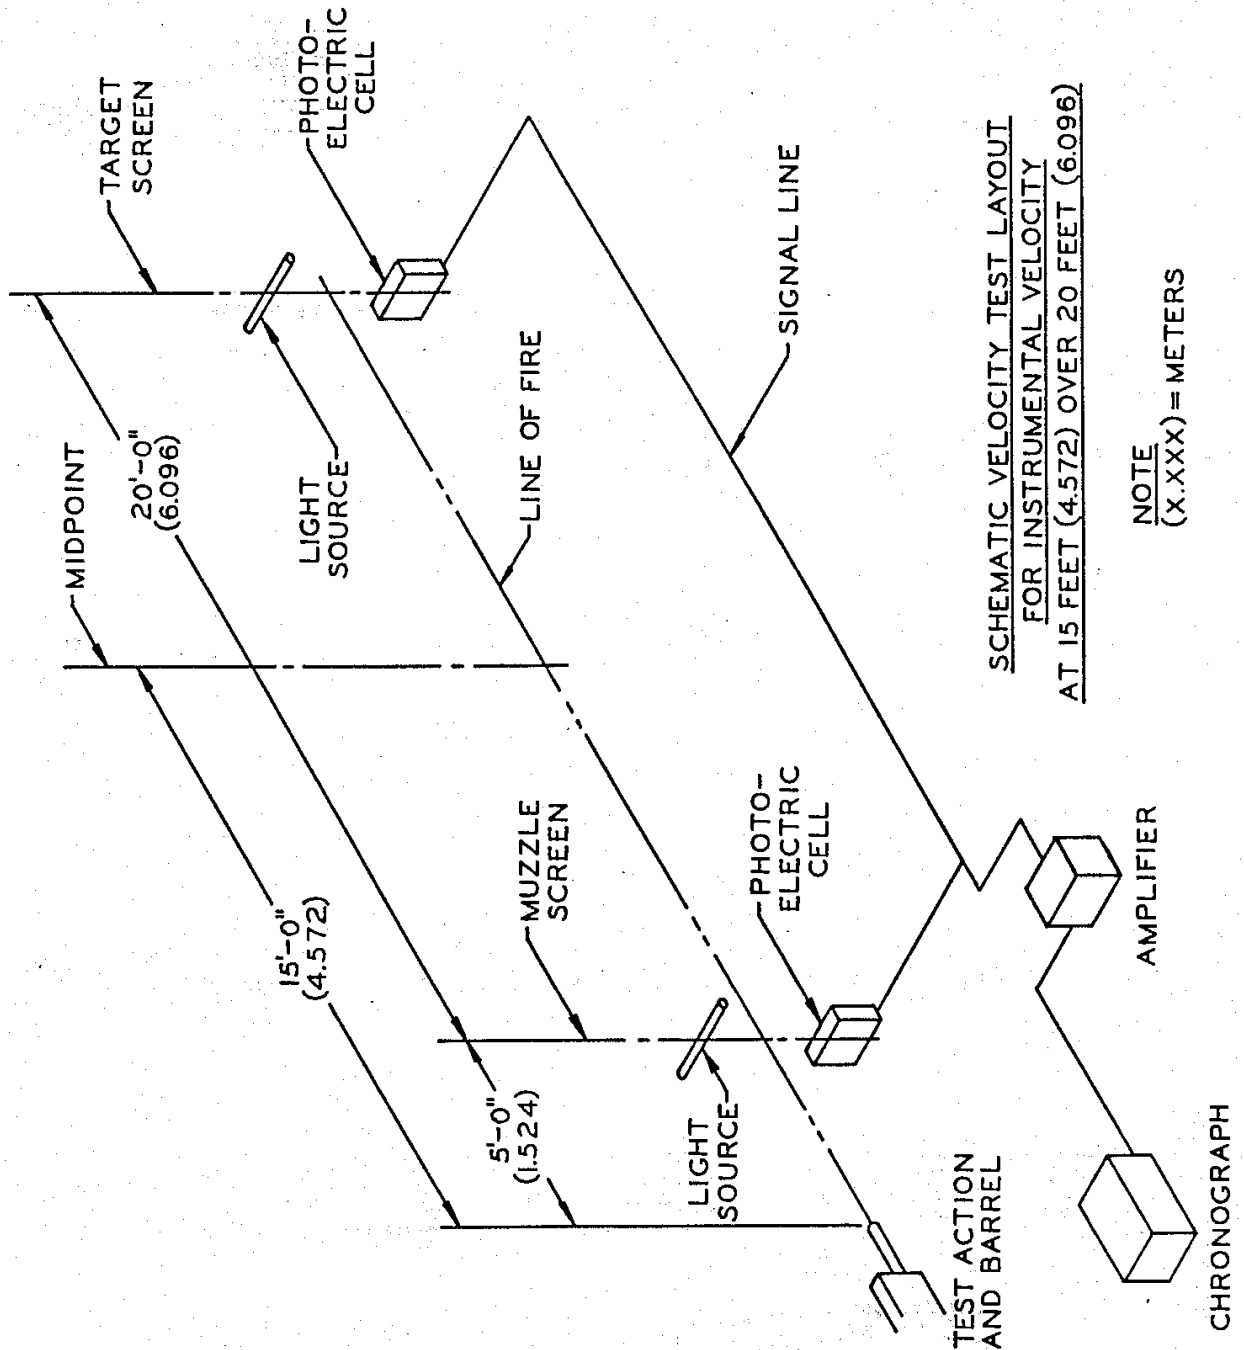 TARGET
SCREEN
PHOTO-
ELECTRIC
CELL
MIDPOINT
20'-0"
(6.096)
LIGHT
SOURCE
LINE OF FIRE
SIGNAL LINE
15'-0"
(4.572)
MUZZLE
SCREEN
PHOTO-
ELECTRIC
CELL
5'-0"
(1.524)
LIGHT
SOURCE
AMPLIFIER
TEST ACTION
AND BARREL
CHRONOGRAPH
SCHEMATIC VELOCITY TEST LAYOUT
FOR INSTRUMENTAL VELOCITY
AT 15 FEET (4.572) OVER 20 FEET (6.096)
NOTE
(X.XXX) = METERS